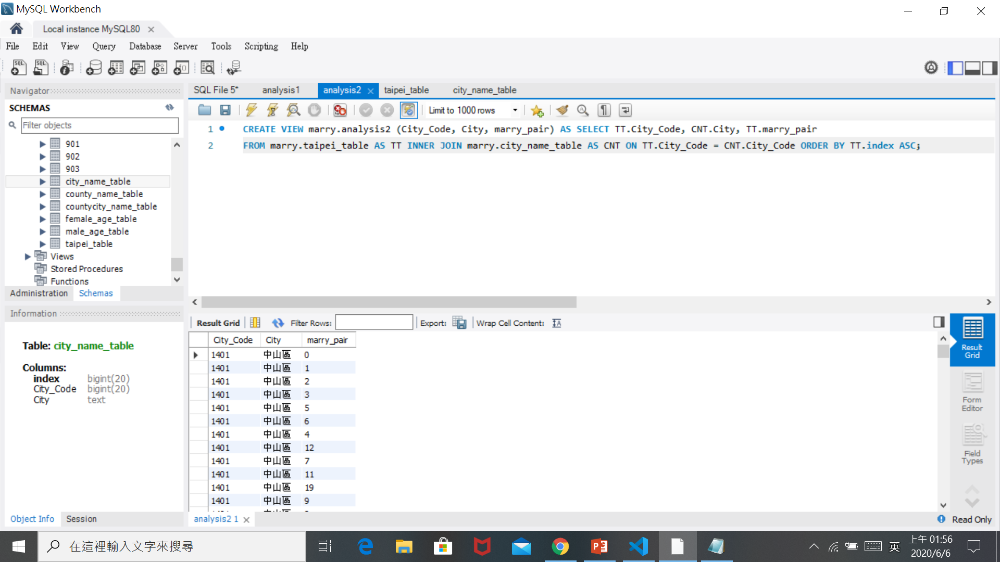 MySQL Workbench
Local instance MySQL80
File Edit View Query Database Server Tools Scripting Help
Navigator
SCHEMAS
Filter objects
901
902
903
city_name_table
county_name_table
countycity_name_table
female_age_table
male_age_table
taipei_table
Views
Stored Procedures
Functions
Administration Schemas
Information
Table: city_name_table
Columns:
index bigint(20)
City_Code bigint(20)
City text
Object Info Session
SQL File 5* analysis1 analysis2 taipei_table city_name_table
Limit to 1000 rows
1 CREATE VIEW marry.analysis2 (City_Code, City, marry_pair) AS SELECT TT.City_Code, CNT.City, TT.marry_pair
2 FROM marry.taipei_table AS TT INNER JOIN marry.city_name_table AS CNT ON TT.City_Code = CNT.City_Code ORDER BY TT.index ASC;
Result Grid Filter Rows: Export: Wrap Cell Content:
City_Code City marry_pair
1401 中山區 0
1401 中山區 1
1401 中山區 2
1401 中山區 3
1401 中山區 5
1401 中山區 6
1401 中山區 4
1401 中山區 12
1401 中山區 7
1401 中山區 11
1401 中山區 19
1401 中山區 9
Result
Grid
Form
Editor
Field
Types
analysis2 1
Read Only
在這裡輸入文字來搜尋
英
上午 01:56
2020/6/6